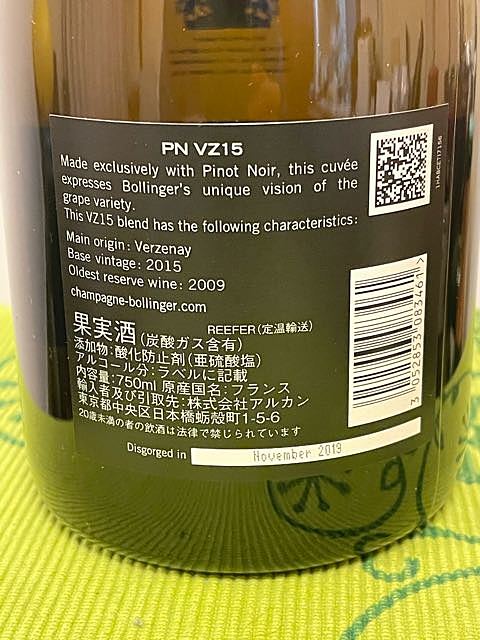 PN VZ15
Made exclusively with Pinot Noir, this cuvée
expresses Bollinger's unique vision of the
grape variety.
This VZ15 blend has the following characteristics:
Main origin : Verzenay
Base vintage : 2015
Oldest reserve wine : 2009
champagne-bollinger.com
果実酒(炭酸ガス含有) REEFER(定温輸送)
添加物:酸化防止剤(亜硫酸塩)
アルコール分:ラベルに記載
内容量:750ml 原産国名:フランス
輸入者及び引取先:株式会社アルカン
東京都中央区日本橋蛎殻町1-5-6
20歳未満の者の飲酒は法律で禁じられています
Disgorged in November 2019
1HABCET17156
3 052853 083461 >